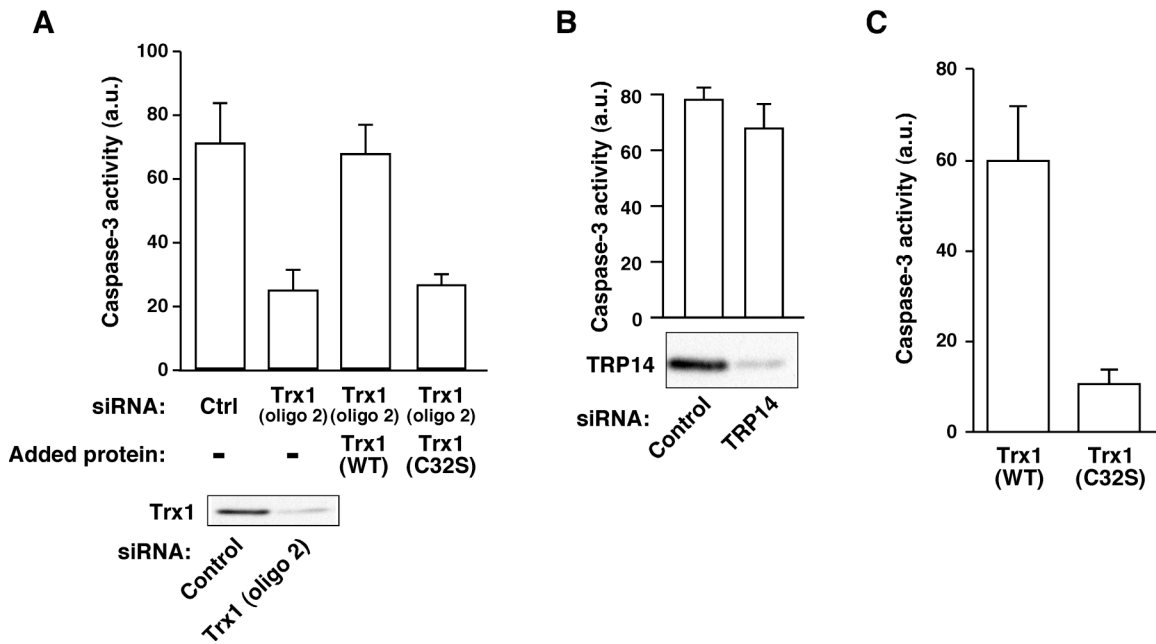 A
Caspase-3 activity (a.u.)
100
80
60
40
20
0
siRNA: Ctrl Trx1 (oligo 2) Trx1 (oligo 2) Trx1 (oligo 2)
Added protein: - - Trx1 (WT) Trx1 (C32S)
Trx1
siRNA: Control Trx1 (oligo 2)
B
Caspase-3 activity (a.u.)
80
60
40
20
0
TRP14
siRNA: Control TRP14
C
Caspase-3 activity (a.u.)
80
60
40
20
0
Trx1 (WT) Trx1 (C32S)